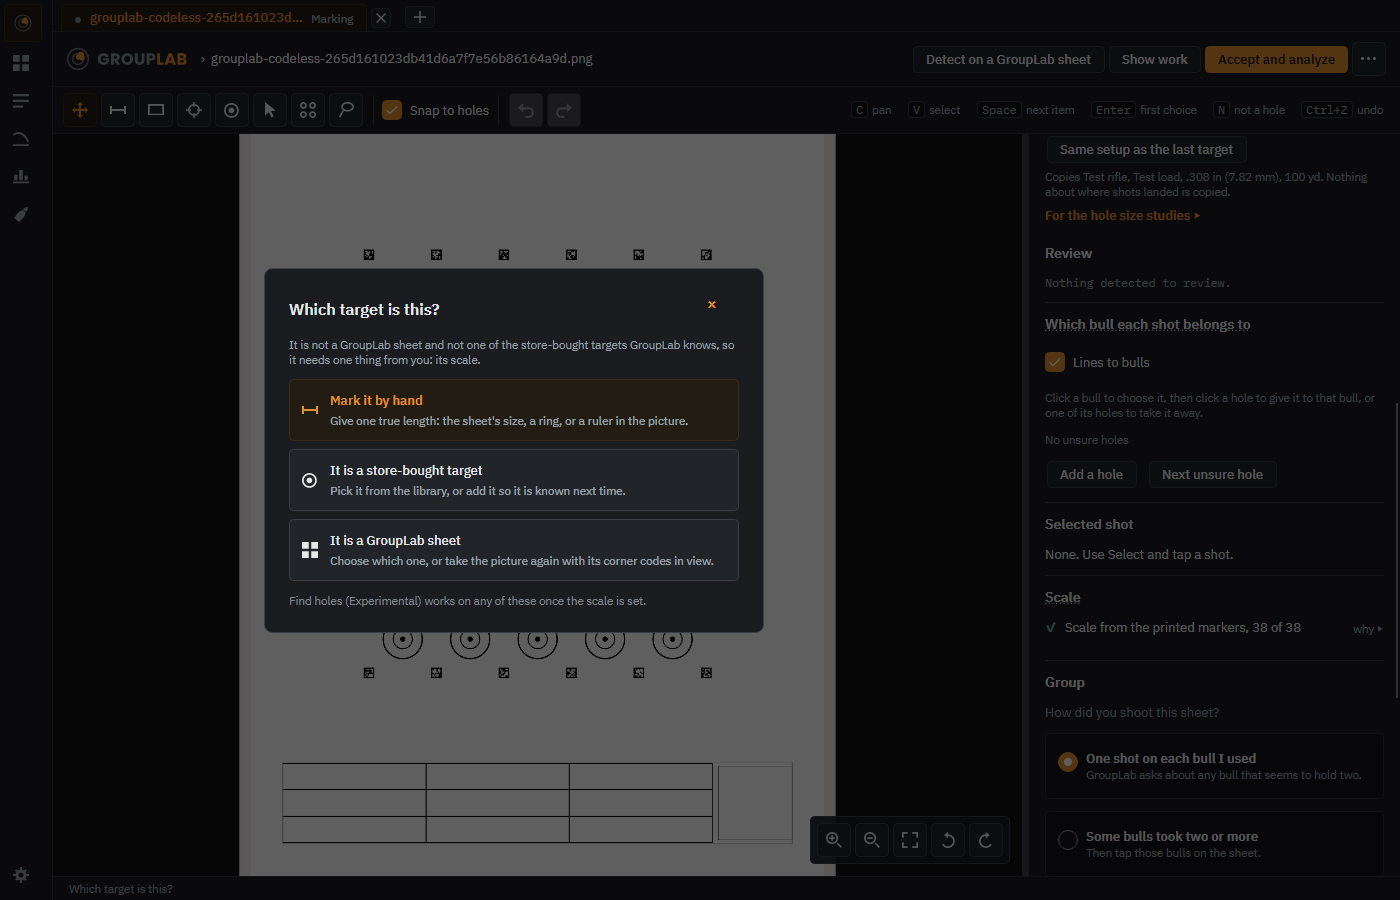 grouplab-codeless-265d161023d... Marking
GROUPLAB › grouplab-codeless-265d161023db41d6a7f7e56b86164a9d.png
Detect on a GroupLab sheet
Show work
Accept and analyze
Snap to holes
C pan
V select
Space next item
Enter first choice
N not a hole
Ctrl+Z undo
Which target is this?
It is not a GroupLab sheet and not one of the store-bought targets GroupLab knows, so
it needs one thing from you: its scale.
Mark it by hand
Give one true length: the sheet's size, a ring, or a ruler in the picture.
It is a store-bought target
Pick it from the library, or add it so it is known next time.
It is a GroupLab sheet
Choose which one, or take the picture again with its corner codes in view.
Find holes (Experimental) works on any of these once the scale is set.
Same setup as the last target
Copies Test rifle, Test load, .308 in (7.82 mm), 100 yd. Nothing
about where shots landed is copied.
For the hole size studies ▸
Review
Nothing detected to review.
Which bull each shot belongs to
Lines to bulls
Click a bull to choose it, then click a hole to give it to that bull, or
one of its holes to take it away.
No unsure holes
Add a hole
Next unsure hole
Selected shot
None. Use Select and tap a shot.
Scale
✓ Scale from the printed markers, 38 of 38
why ▸
Group
How did you shoot this sheet?
One shot on each bull I used
GroupLab asks about any bull that seems to hold two.
Some bulls took two or more
Then tap those bulls on the sheet.
Which target is this?